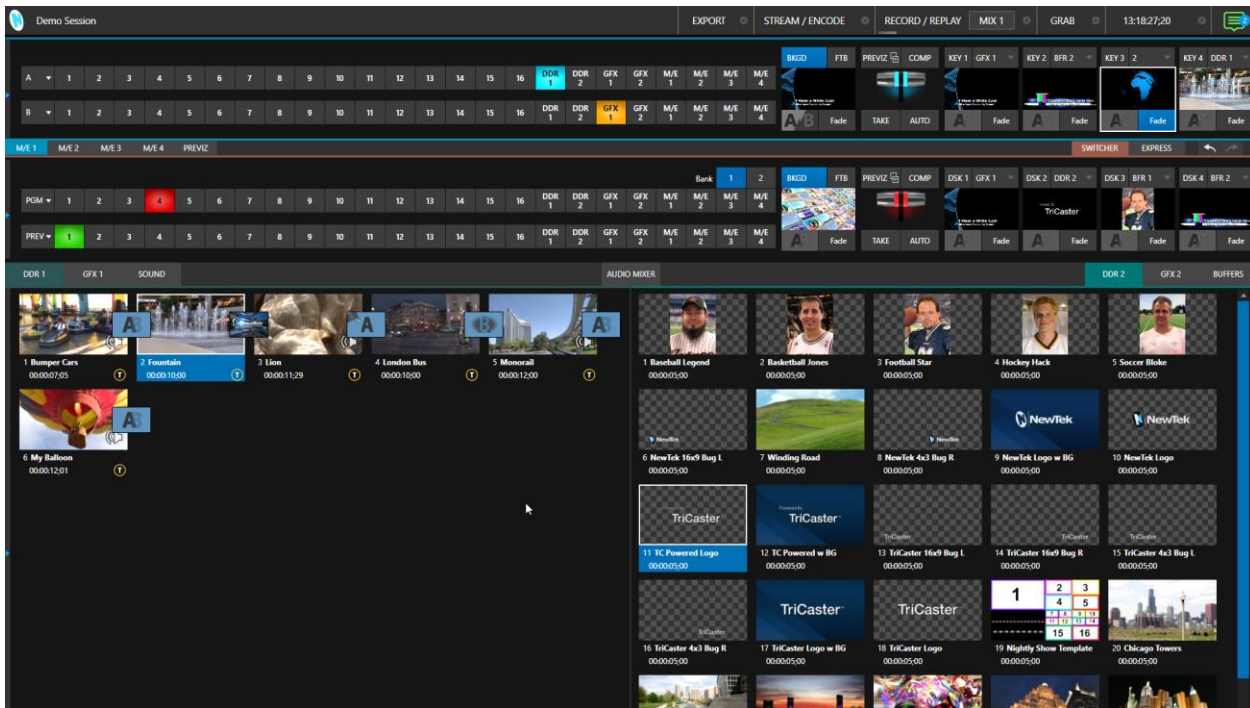 Demo Session
EXPORT
STREAM / ENCODE
RECORD / REPLAY
MIX 1
GRAB
13:18:27;20
2
BKGD FTB PREVIZ COMP KEY 1 GFX 1 KEY 2 BFR 2 KEY 3 2 KEY 4 DDR 1
A 1 2 3 4 5 6 7 8 9 10 11 12 13 14 15 16 DDR 1 DDR 2 GFX 1 GFX 2 M/E 1 M/E 2 M/E 3 M/E 4
B 1 2 3 4 5 6 7 8 9 10 11 12 13 14 15 16 DDR 1 DDR 2 GFX 1 GFX 2 M/E 1 M/E 2 M/E 3 M/E 4
A/B Fade TAKE AUTO A Fade A Fade A Fade A Fade
M/E 1 M/E 2 M/E 3 M/E 4 PREVIZ SWITCHER EXPRESS
Bank 1 2 BKGD FTB PREVIZ COMP DSK 1 GFX 1 DSK 2 DDR 2 DSK 3 BFR 1 DSK 4 BFR 2
PGM 1 2 3 4 5 6 7 8 9 10 11 12 13 14 15 16 DDR 1 DDR 2 GFX 1 GFX 2 M/E 1 M/E 2 M/E 3 M/E 4
TriCaster
PREV 1 2 3 4 5 6 7 8 9 10 11 12 13 14 15 16 DDR 1 DDR 2 GFX 1 GFX 2 M/E 1 M/E 2 M/E 3 M/E 4
A Fade TAKE AUTO A Fade A Fade A Fade A Fade
DDR 1 GFX 1 SOUND AUDIO MIXER DDR 2 GFX 2 BUFFERS
AB A B AB
1 Bumper Cars 2 Fountain 3 Lion 4 London Bus 5 Monorail
00:00:07;05 T 00:00:10;00 T 00:00:11;29 T 00:00:10;00 T 00:00:12;00 T
AB
6 My Balloon
00:00:12;01 T
1 Baseball Legend 2 Basketball Jones 3 Football Star 4 Hockey Hack 5 Soccer Bloke
00:00:05;00 00:00:05;00 00:00:05;00 00:00:05;00 00:00:05;00
NewTek NewTek NewTek NewTek
6 NewTek 16x9 Bug L 7 Winding Road 8 NewTek 4x3 Bug R 9 NewTek Logo w BG 10 NewTek Logo
00:00:05;00 00:00:05;00 00:00:05;00 00:00:05;00 00:00:05;00
Powered By
TriCaster TriCaster TriCaster TriCaster TriCaster
11 TC Powered Logo 12 TC Powered w BG 13 TriCaster 16x9 Bug L 14 TriCaster 16x9 Bug R 15 TriCaster 4x3 Bug L
00:00:05;00 00:00:05;00 00:00:05;00 00:00:05;00 00:00:05;00
TriCaster TriCaster TriCaster
1 2 3
4 5
7 8 9 10
11 12 13 14
15 16
16 TriCaster 4x3 Bug R 17 TriCaster Logo w BG 18 TriCaster Logo 19 Nightly Show Template 20 Chicago Towers
00:00:05;00 00:00:05;00 00:00:05;00 00:00:05;00 00:00:05;00